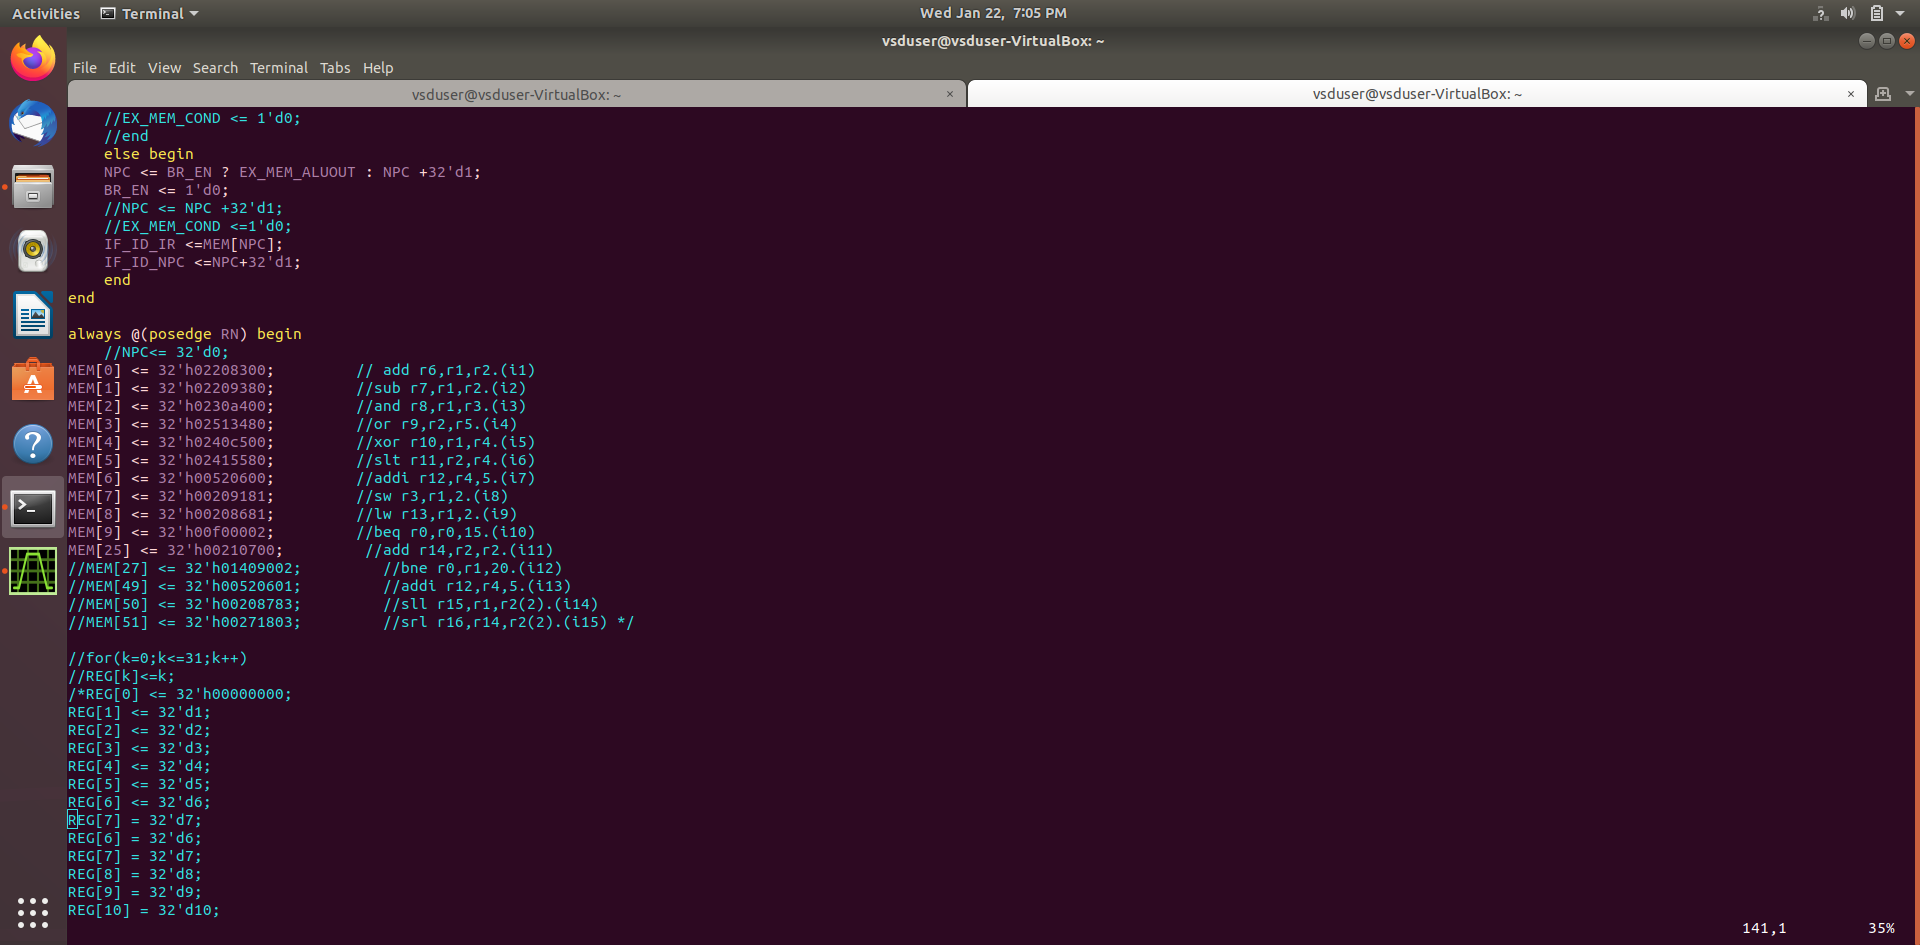 Activities Terminal Wed Jan 22, 7:05 PM
vsduser@vsduser-VirtualBox: ~
File Edit View Search Terminal Tabs Help
vsduser@vsduser-VirtualBox: ~ × vsduser@vsduser-VirtualBox: ~ ×
//EX_MEM_COND <= 1'd0;
//end
else begin
NPC <= BR_EN ? EX_MEM_ALUOUT : NPC +32'd1;
BR_EN <= 1'd0;
//NPC <= NPC +32'd1;
//EX_MEM_COND <=1'd0;
IF_ID_IR <=MEM[NPC];
IF_ID_NPC <=NPC+32'd1;
end
end
always @(posedge RN) begin
//NPC<= 32'd0;
MEM[0] <= 32'h02208300; // add r6,r1,r2.(i1)
MEM[1] <= 32'h02209380; //sub r7,r1,r2.(i2)
MEM[2] <= 32'h0230a400; //and r8,r1,r3.(i3)
MEM[3] <= 32'h02513480; //or r9,r2,r5.(i4)
MEM[4] <= 32'h0240c500; //xor r10,r1,r4.(i5)
MEM[5] <= 32'h02415580; //slt r11,r2,r4.(i6)
MEM[6] <= 32'h00520600; //addi r12,r4,5.(i7)
MEM[7] <= 32'h00209181; //sw r3,r1,2.(i8)
MEM[8] <= 32'h00208681; //lw r13,r1,2.(i9)
MEM[9] <= 32'h00f00002; //beq r0,r0,15.(i10)
MEM[25] <= 32'h00210700; //add r14,r2,r2.(i11)
//MEM[27] <= 32'h01409002; //bne r0,r1,20.(i12)
//MEM[49] <= 32'h00520601; //addi r12,r4,5.(i13)
//MEM[50] <= 32'h00208783; //sll r15,r1,r2(2).(i14)
//MEM[51] <= 32'h00271803; //srl r16,r14,r2(2).(i15) */
//for(k=0;k<=31;k++)
//REG[k]<=k;
/*REG[0] <= 32'h00000000;
REG[1] <= 32'd1;
REG[2] <= 32'd2;
REG[3] <= 32'd3;
REG[4] <= 32'd4;
REG[5] <= 32'd5;
REG[6] <= 32'd6;
REG[7] = 32'd7;
REG[6] = 32'd6;
REG[7] = 32'd7;
REG[8] = 32'd8;
REG[9] = 32'd9;
REG[10] = 32'd10;
141,1 35%